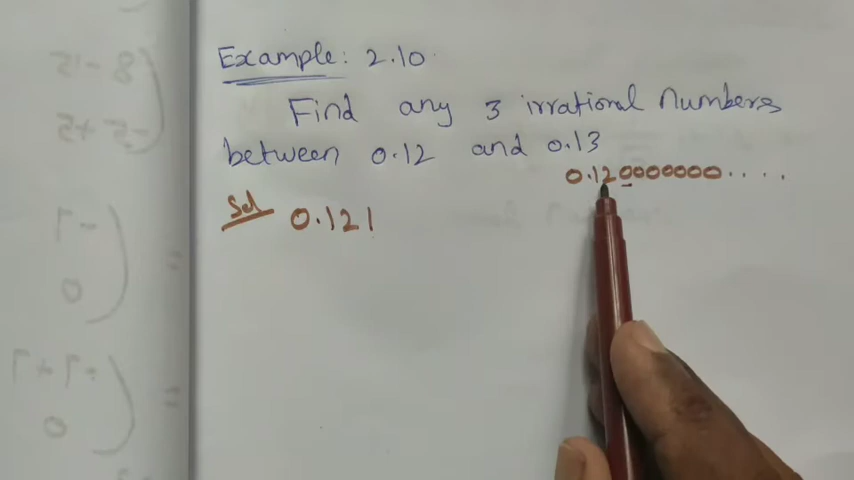 Example: 2.10
Find any 3 irrational numbers
between 0.12 and 0.13
0.120000000....
Sol 0.121